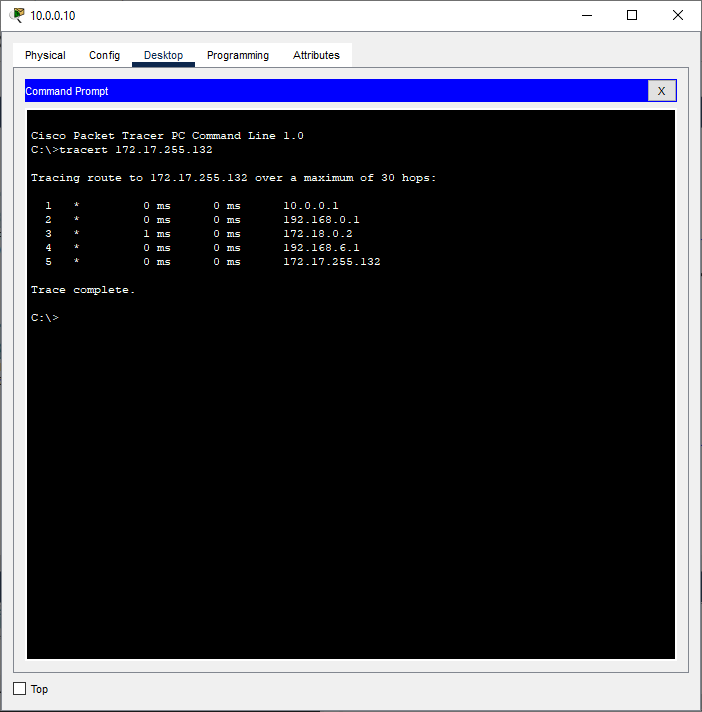 10.0.0.10
Physical Config Desktop Programming Attributes
Command Prompt X
Cisco Packet Tracer PC Command Line 1.0
C:\>tracert 172.17.255.132
Tracing route to 172.17.255.132 over a maximum of 30 hops:
1 * 0 ms 0 ms 10.0.0.1
2 * 0 ms 0 ms 192.168.0.1
3 * 1 ms 0 ms 172.18.0.2
4 * 0 ms 0 ms 192.168.6.1
5 * 0 ms 0 ms 172.17.255.132
Trace complete.
C:\>
Top